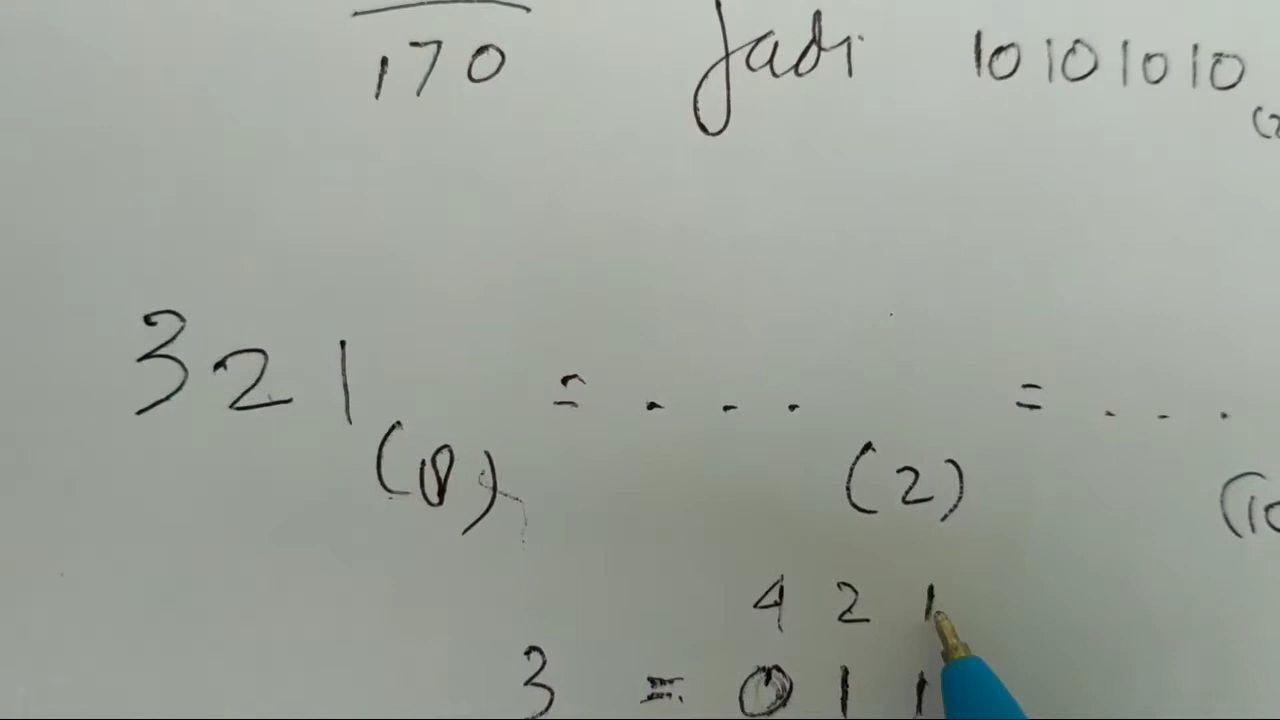 170 Jadi 10101010
321(8) = . . . (2) = . . .
4 2 1
3 = 0 1 1